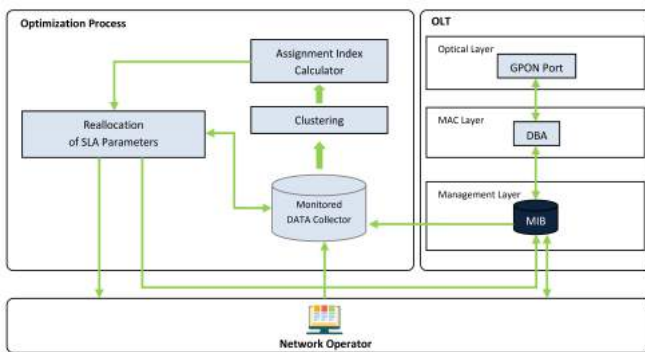 Optimization Process
OLT
Assignment Index
Calculator
Optical Layer
GPON Port
Reallocation
of SLA Parameters
Clustering
MAC Layer
DBA
Monitored
DATA Collector
Management Layer
MIB
Network Operator